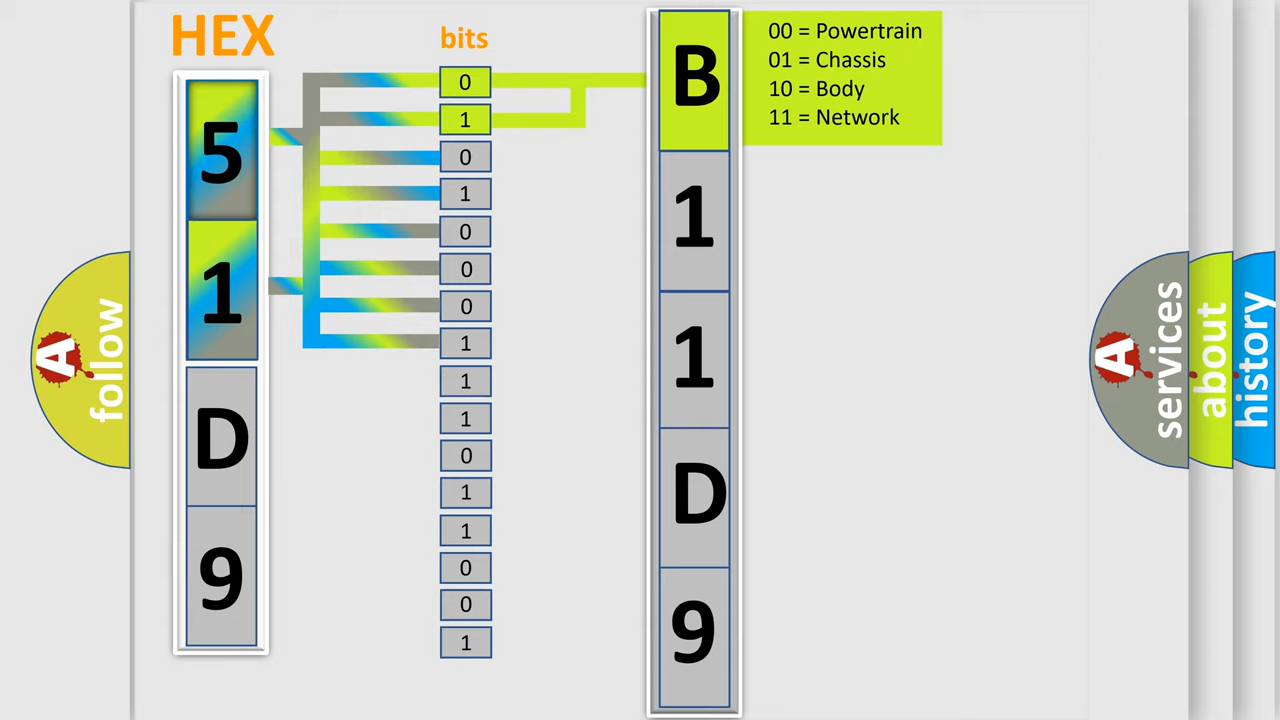 HEX
bits
5
1
D
9
0
1
0
1
0
0
0
1
1
1
0
1
1
0
0
1
B
1
1
D
9
00 = Powertrain
01 = Chassis
10 = Body
11 = Network
A
follow
A
services
about
history